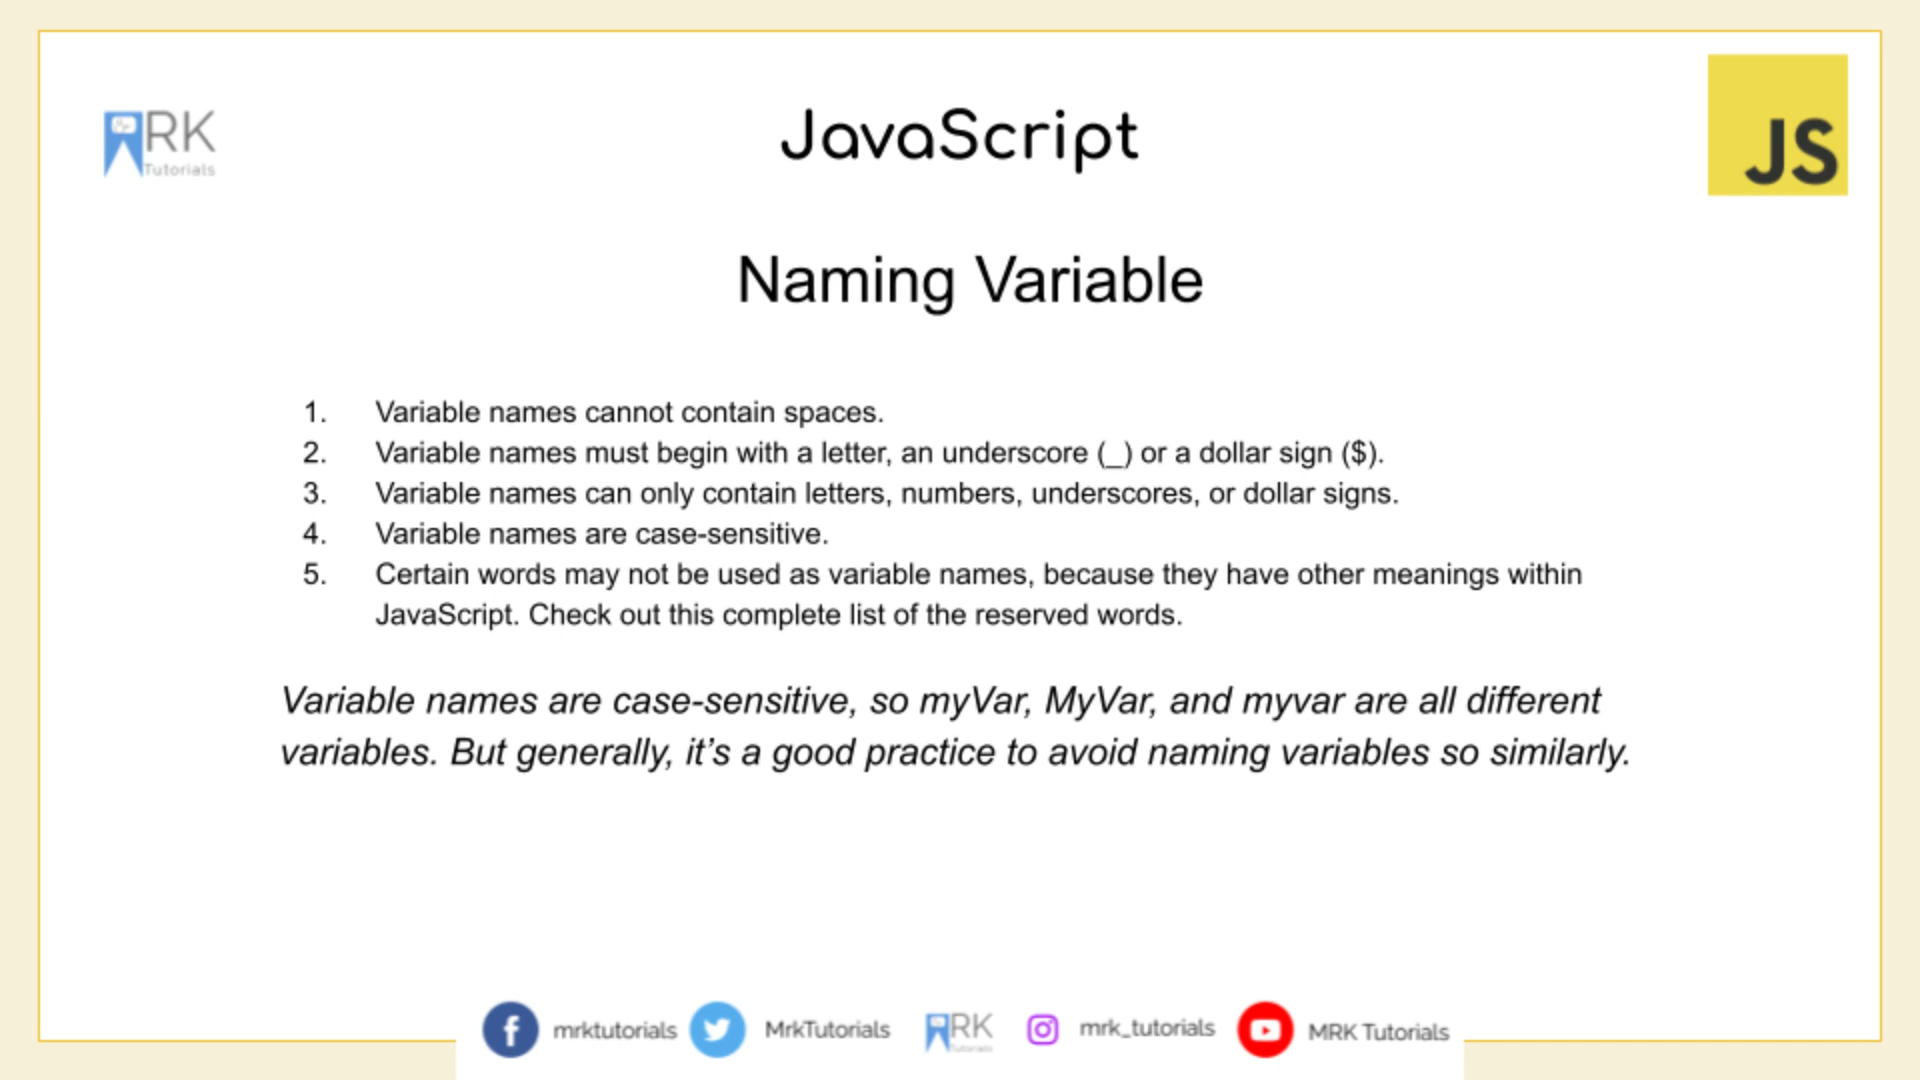 RK
Tutorials
JavaScript
JS
Naming Variable
1. Variable names cannot contain spaces.
2. Variable names must begin with a letter, an underscore (_) or a dollar sign ($).
3. Variable names can only contain letters, numbers, underscores, or dollar signs.
4. Variable names are case-sensitive.
5. Certain words may not be used as variable names, because they have other meanings within
JavaScript. Check out this complete list of the reserved words.
Variable names are case-sensitive, so myVar, MyVar, and myvar are all different
variables. But generally, it’s a good practice to avoid naming variables so similarly.
f mrktutorials MrkTutorials RK mrk_tutorials MRK Tutorials
Tutorials